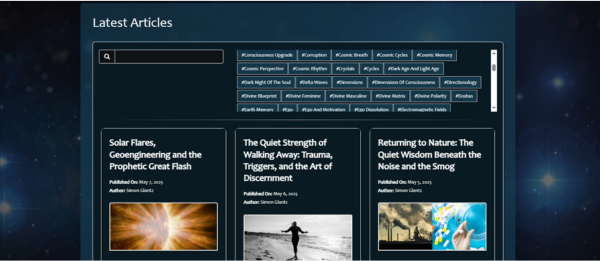 Latest Articles
#Consciousness Upgrade #Corruption #Cosmic Breath #Cosmic Cycles #Cosmic Memory
#Cosmic Perspective #Cosmic Rhythm #Crystals #Cycles #Dark Age And Light Age
#Dark Night Of The Soul #Delta Waves #Dimensions #Dimensions Of Consciousness #Directionology
#Divine Blueprint #Divine Feminine #Divine Masculine #Divine Matrix #Divine Polarity #Doshas
#Earth Memory #Ego #Ego And Motivation #Ego Dissolution #Electromagnetic Fields
Solar Flares,
Geoengineering and the
Prophetic Great Flash
Published On: May 7, 2025
Author: Simon Glantz
The Quiet Strength of
Walking Away: Trauma,
Triggers, and the Art of
Discernment
Published On: May 6, 2025
Author: Simon Glantz
Returning to Nature: The
Quiet Wisdom Beneath the
Noise and the Smog
Published On: May 5, 2025
Author: Simon Glantz